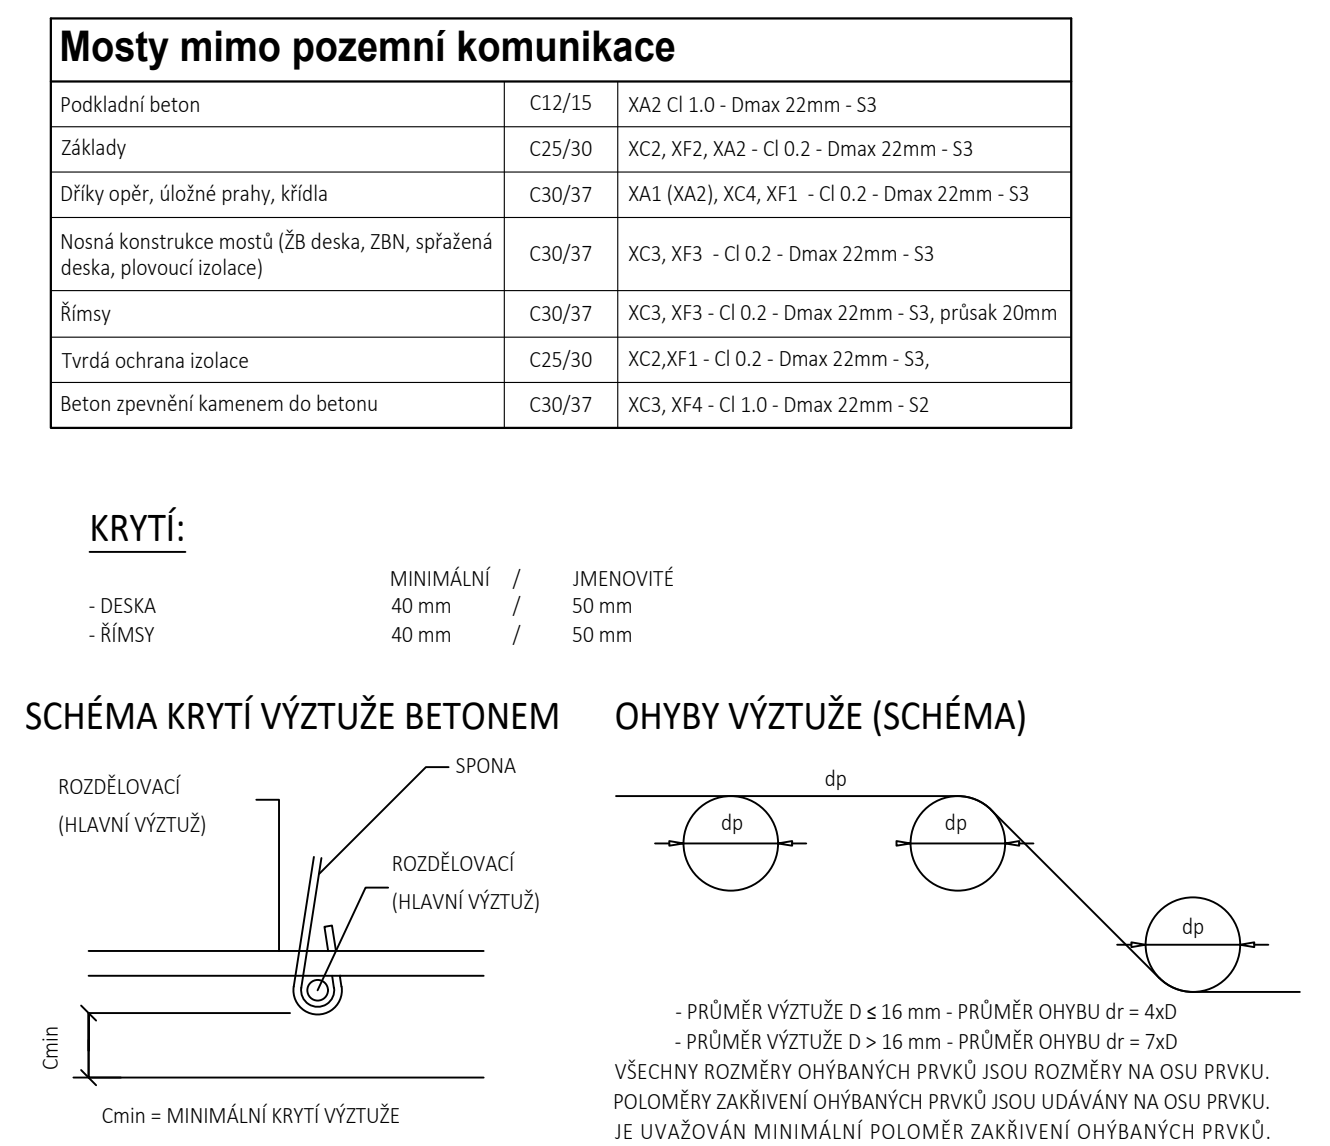 Mosty mimo pozemní komunikace
Podkladní beton C12/15 XA2 Cl 1.0 - Dmax 22mm - S3
Základy C25/30 XC2, XF2, XA2 - Cl 0.2 - Dmax 22mm - S3
Dříky opěr, úložné prahy, křídla C30/37 XA1 (XA2), XC4, XF1 - Cl 0.2 - Dmax 22mm - S3
Nosná konstrukce mostů (ŽB deska, ZBN, spřažená
deska, plovoucí izolace) C30/37 XC3, XF3 - Cl 0.2 - Dmax 22mm - S3
Římsy C30/37 XC3, XF3 - Cl 0.2 - Dmax 22mm - S3, průsak 20mm
Tvrdá ochrana izolace C25/30 XC2,XF1 - Cl 0.2 - Dmax 22mm - S3,
Beton zpevnění kamenem do betonu C30/37 XC3, XF4 - Cl 1.0 - Dmax 22mm - S2
KRYTÍ:
MINIMÁLNÍ / JMENOVITÉ
- DESKA 40 mm / 50 mm
- ŘÍMSY 40 mm / 50 mm
SCHÉMA KRYTÍ VÝZTUŽE BETONEM
SPONA
ROZDĚLOVACÍ
(HLAVNÍ VÝZTUŽ)
ROZDĚLOVACÍ
(HLAVNÍ VÝZTUŽ)
Cmin
Cmin = MINIMÁLNÍ KRYTÍ VÝZTUŽE
OHYBY VÝZTUŽE (SCHÉMA)
dp
dp
dp
dp
- PRŮMĚR VÝZTUŽE D ≤ 16 mm - PRŮMĚR OHYBU dr = 4xD
- PRŮMĚR VÝZTUŽE D > 16 mm - PRŮMĚR OHYBU dr = 7xD
VŠECHNY ROZMĚRY OHÝBANÝCH PRVKŮ JSOU ROZMĚRY NA OSU PRVKU.
POLOMĚRY ZAKŘIVENÍ OHÝBANÝCH PRVKŮ JSOU UDÁVÁNY NA OSU PRVKU.
JE UVAŽOVÁN MINIMÁLNÍ POLOMĚR ZAKŘIVENÍ OHÝBANÝCH PRVKŮ.